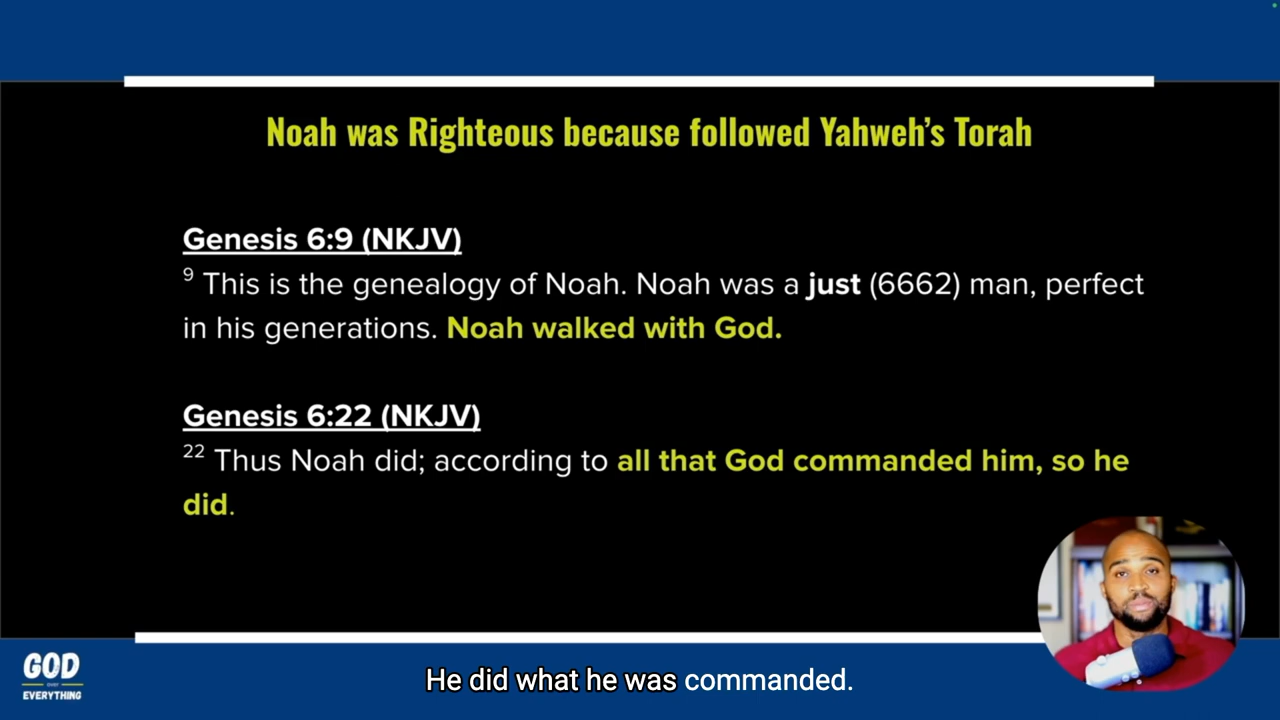 Noah was Righteous because followed Yahweh's Torah
Genesis 6:9 (NKJV)
9 This is the genealogy of Noah. Noah was a just (6662) man, perfect
in his generations. Noah walked with God.
Genesis 6:22 (NKJV)
22 Thus Noah did; according to all that God commanded him, so he
did.
GOD
OVER
EVERYTHING
He did what he was commanded.